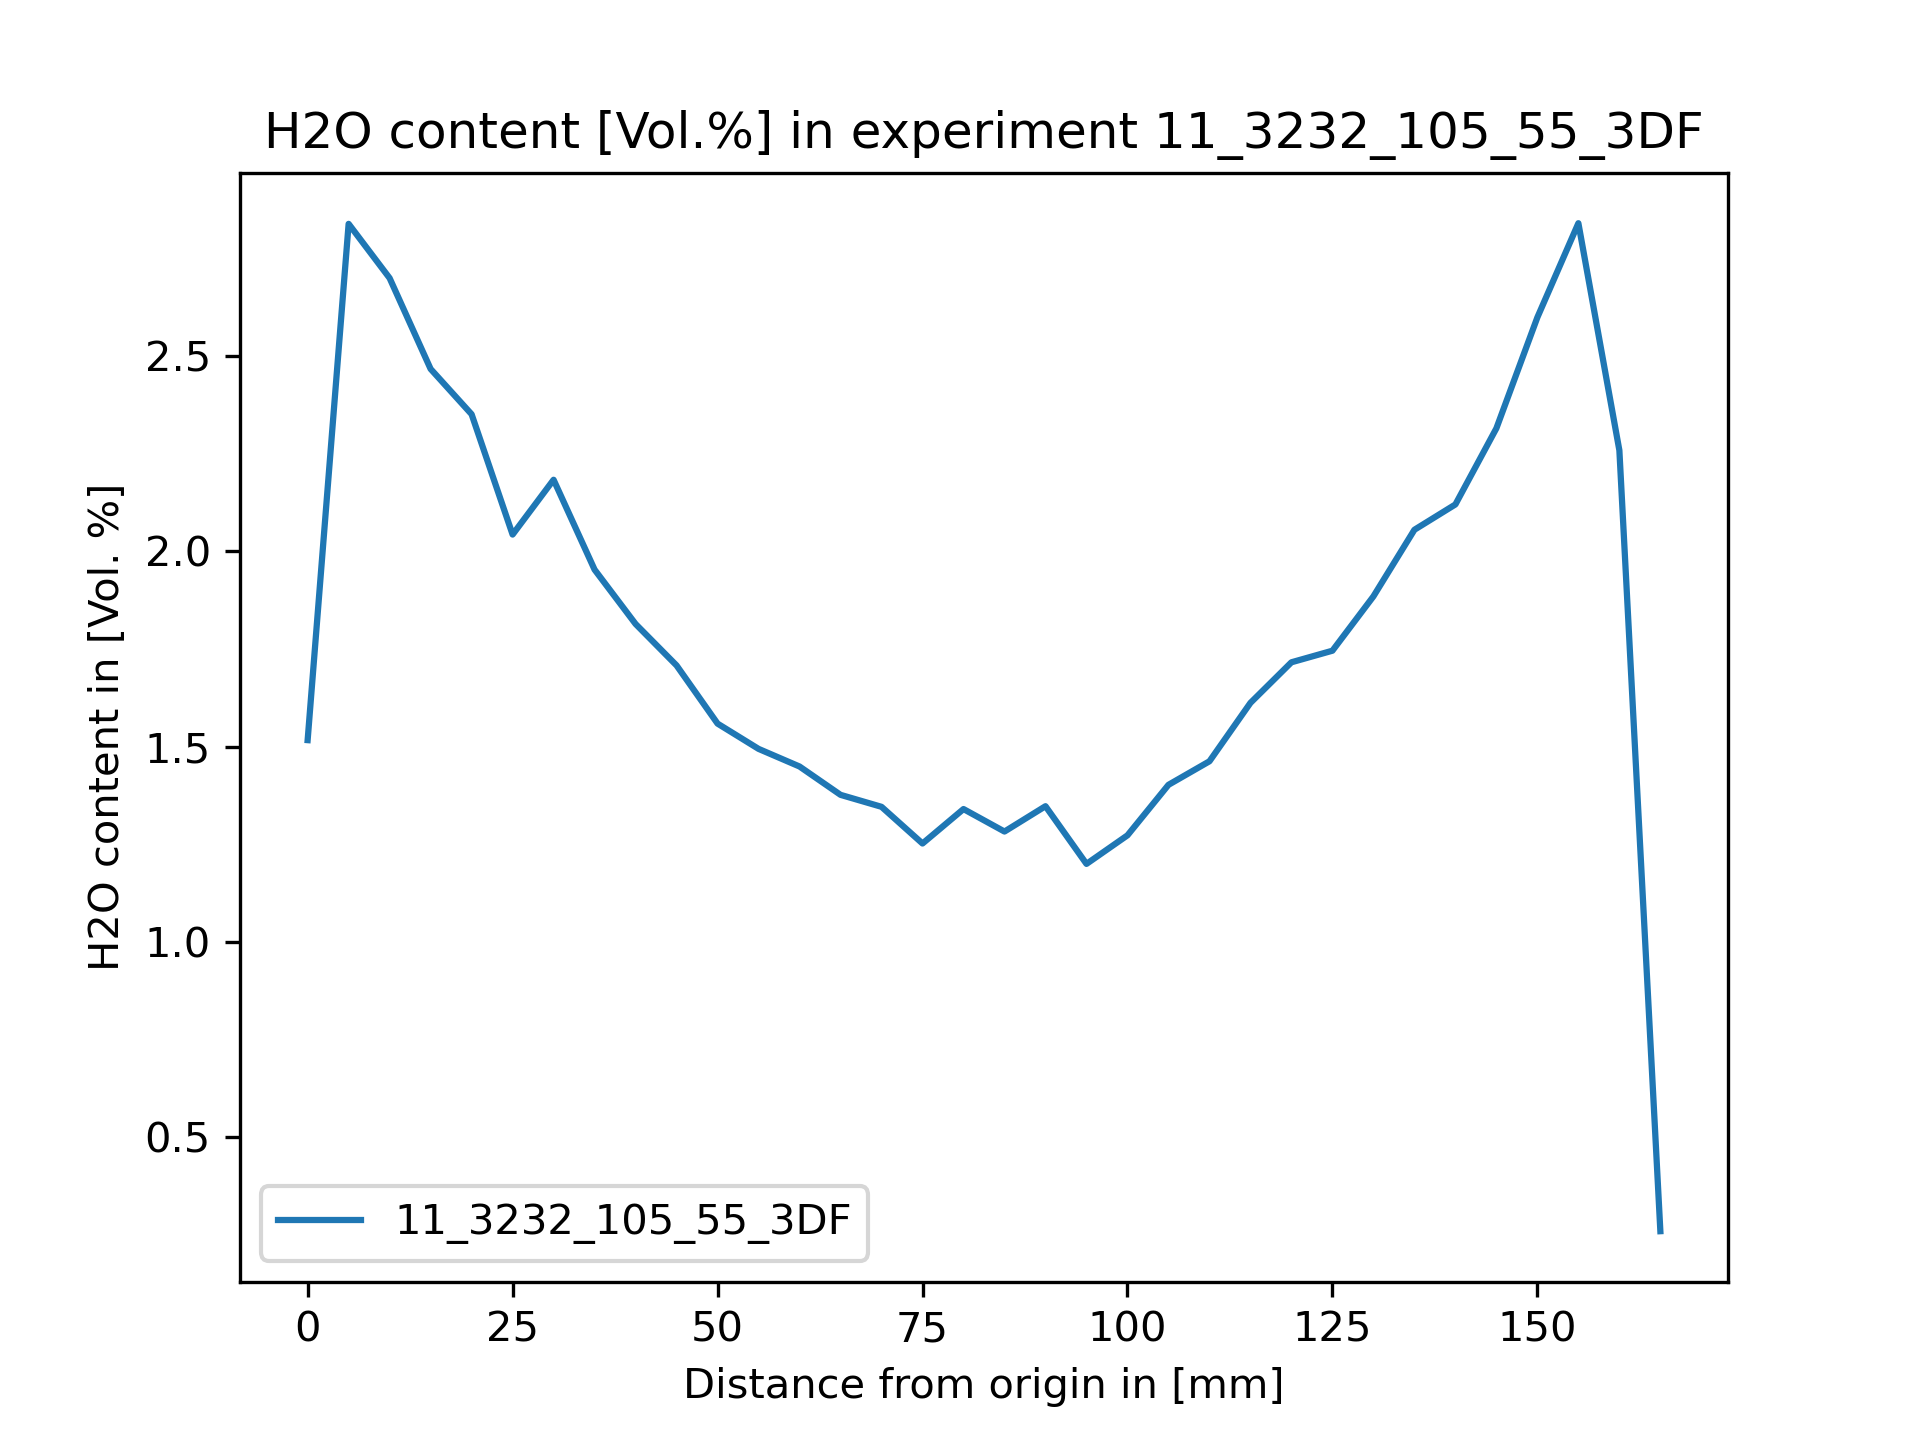 H2O content [Vol.%] in experiment 11_3232_105_55_3DF
H2O content in [Vol. %]
2.5
2.0
1.5
1.0
0.5
11_3232_105_55_3DF
0 25 50 75 100 125 150
Distance from origin in [mm]